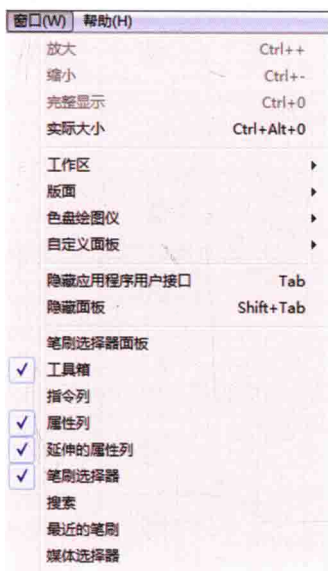 窗口(W) 帮助(H)
放大 Ctrl++
缩小 Ctrl+-
完整显示 Ctrl+0
实际大小 Ctrl+Alt+0
工作区
版面
色盘绘图仪
自定义面板
隐藏应用程序用户接口 Tab
隐藏面板 Shift+Tab
笔刷选择器面板
工具箱
指令列
属性列
延伸的属性列
笔刷选择器
搜索
最近的笔刷
媒体选择器